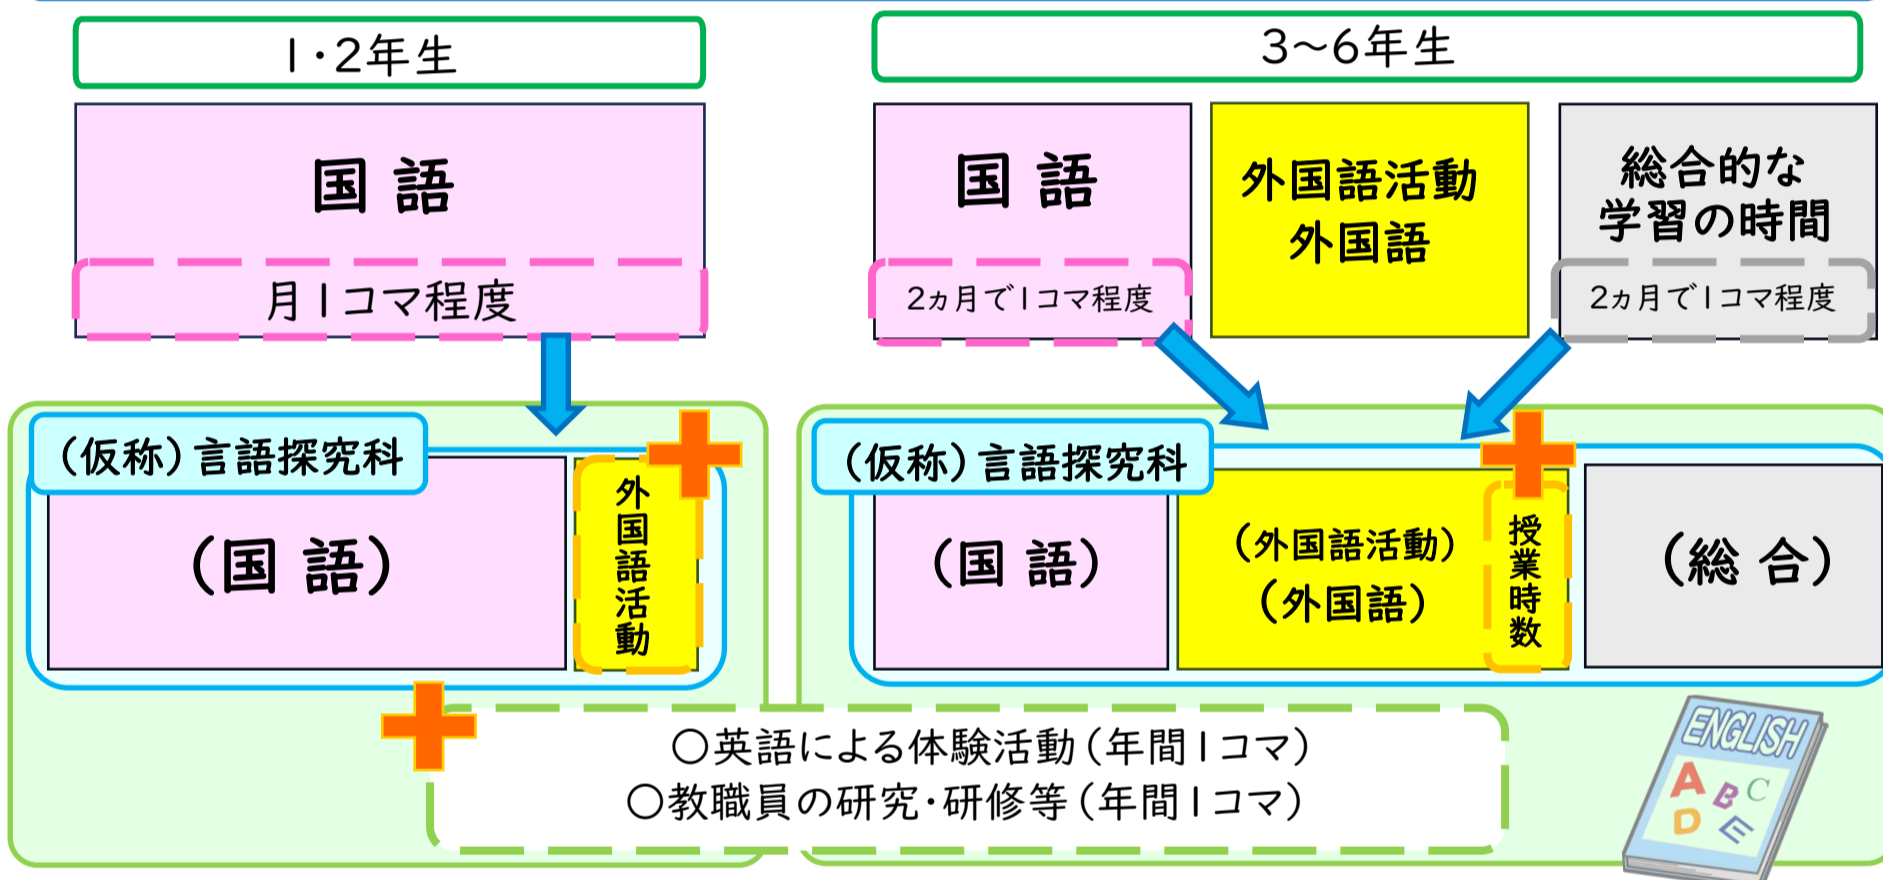 1・2年生
国語
月1コマ程度
(仮称)言語探究科
(国語)
外国語活動
3～6年生
国語
2ヵ月で1コマ程度
外国語活動
外国語
総合的な
学習の時間
2ヵ月で1コマ程度
(仮称)言語探究科
(国語)
(外国語活動)
(外国語)
授業時数
(総合)
○英語による体験活動(年間1コマ)
○教職員の研究・研修等(年間1コマ)
ENGLISH
A B C
D E